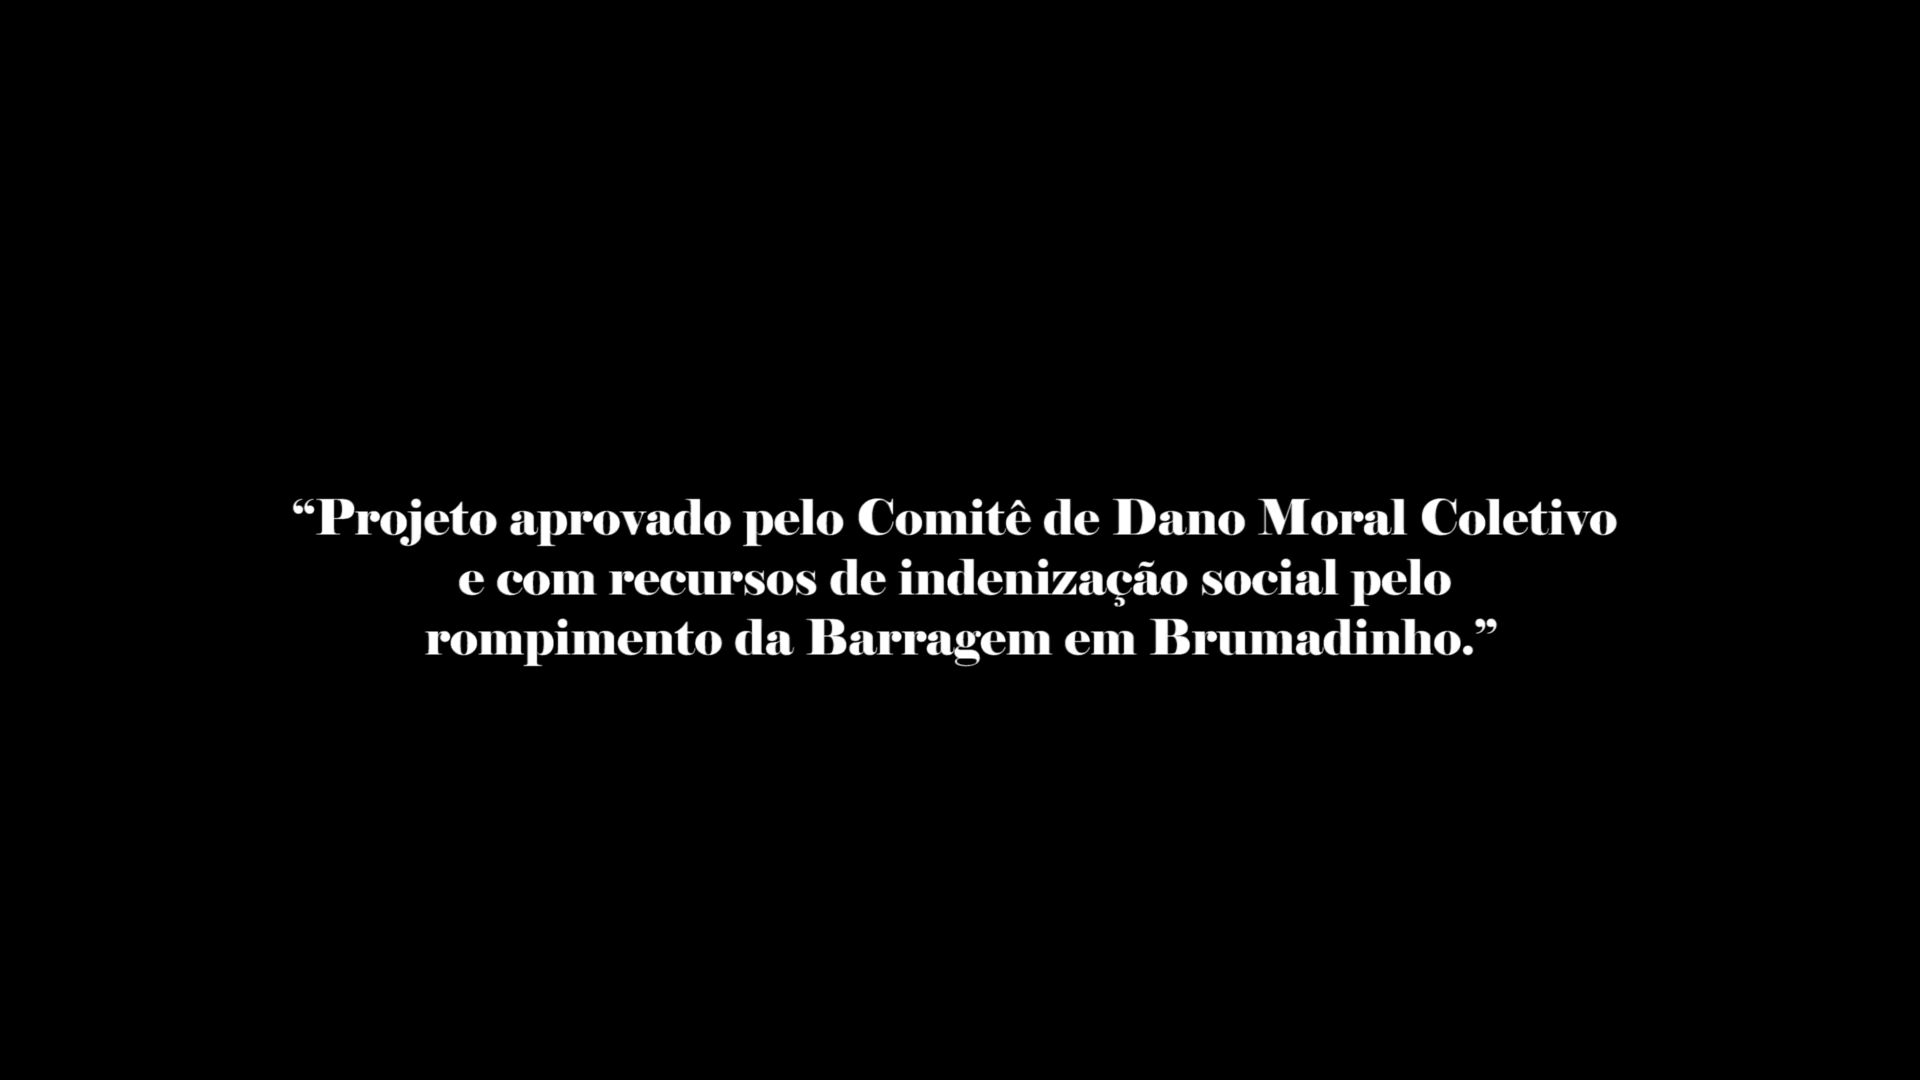 “Projeto aprovado pelo Comitê de Dano Moral Coletivo
e com recursos de indenização social pelo
rompimento da Barragem em Brumadinho.”